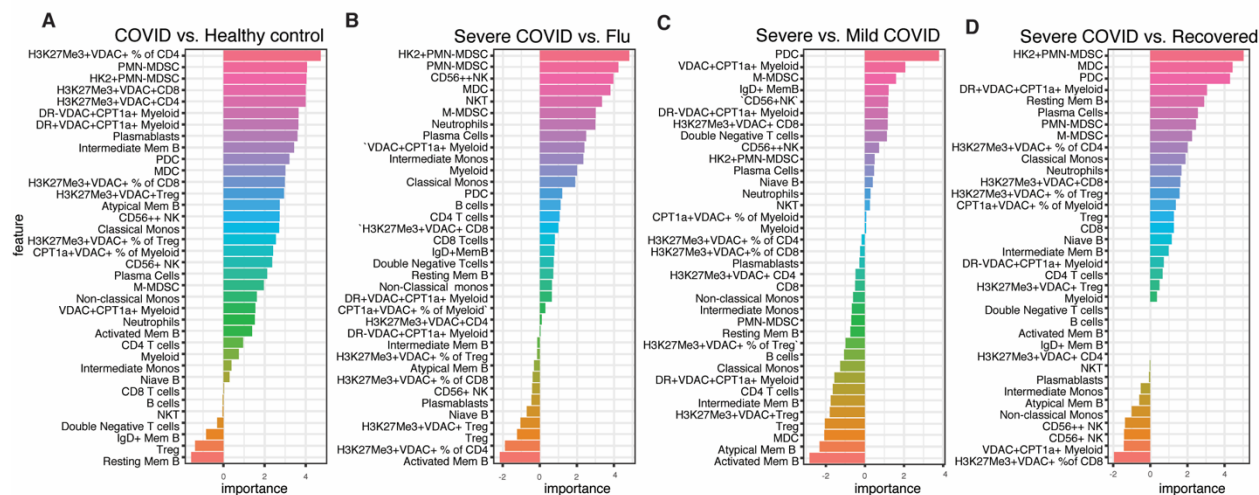 A
COVID vs. Healthy control
feature
H3K27Me3+VDAC+ % of CD4
PMN-MDSC
HK2+PMN-MDSC
H3K27Me3+VDAC+CD8
H3K27Me3+VDAC+CD4
DR-VDAC+CPT1a+ Myeloid
DR+VDAC+CPT1a+ Myeloid
Plasmablasts
Intermediate Mem B
PDC
MDC
H3K27Me3+VDAC+ % of CD8
H3K27Me3+VDAC+Treg
Atypical Mem B
CD56++ NK
Classical Monos
H3K27Me3+VDAC+ % of Treg
CPT1a+VDAC+ % of Myeloid
CD56+ NK
Plasma Cells
M-MDSC
Non-classical Monos
VDAC+CPT1a+ Myeloid
Neutrophils
Activated Mem B
CD4 T cells
Myeloid
Intermediate Monos
Niave B
CD8 T cells
B cells
NKT
Double Negative T cells
IgD+ Mem B
Treg
Resting Mem B
0 2 4
importance
B
Severe COVID vs. Flu
HK2+PMN-MDSC
PMN-MDSC
CD56++NK
MDC
NKT
M-MDSC
Neutrophils
Plasma Cells
`VDAC+CPT1a+ Myeloid
Intermediate Monos
Myeloid
Classical Monos
PDC
B cells
CD4 T cells
`H3K27Me3+VDAC+ CD8
CD8 Tcells
IgD+MemB
Double Negative Tcells
Resting Mem B
Non-Classical monos
DR+VDAC+CPT1a+ Myeloid
CPT1a+VDAC+ % of Myeloid`
H3K27Me3+VDAC+CD4
DR-VDAC+CPT1a+ Myeloid
Intermediate Mem B
H3K27Me3+VDAC+ % of Treg
Atypical Mem B
H3K27Me3+VDAC+ % of CD8
CD56+ NK
Plasmablasts
Niave B
H3K27Me3+VDAC+ Treg
Treg
H3K27Me3+VDAC+ % of CD4
Activated Mem B
-2 0 2 4
importance
C
Severe vs. Mild COVID
PDC
VDAC+CPT1a+ Myeloid
M-MDSC
IgD+ MemB
`CD56+NK`
DR-VDAC+CPT1a+ Myeloid
H3K27Me3+VDAC+ CD8
Double Negative T cells
CD56++NK
HK2+PMN-MDSC
Plasma Cells
Niave B
Neutrophils
NKT
CPT1a+VDAC+ % of Myeloid
Myeloid
H3K27Me3+VDAC+ % of CD4
H3K27Me3+VDAC+% of CD8
Plasmablasts
H3K27Me3+VDAC+ CD4
CD8
Non-classical Monos
Intermediate Monos
PMN-MDSC
Resting Mem B
H3K27Me3+VDAC+ % of Treg`
B cells
Classical Monos
DR+VDAC+CPT1a+ Myeloid
CD4 T cells
Intermediate Mem B
H3K27Me3+VDAC+Treg
Treg
MDC
Atypical Mem B
Activated Mem B
-2 0 2 4
importance
D
Severe COVID vs. Recovered
HK2+PMN-MDSC
MDC
PDC
DR+VDAC+CPT1a+ Myeloid
Resting Mem B
Plasma Cells
PMN-MDSC
M-MDSC
H3K27Me3+VDAC+ % of CD4
Classical Monos
Neutrophils
H3K27Me3+VDAC+CD8
H3K27Me3+VDAC+ % of Treg
CPT1a+VDAC+ % of Myeloid
Treg
CD8
Niave B
Intermediate Mem B
DR-VDAC+CPT1a+ Myeloid
CD4 T cells
H3K27Me3+VDAC+ Treg
Myeloid
Double Negative T cells
B cells
Activated Mem B
IgD+ Mem B
H3K27Me3+VDAC+ CD4
NKT
Plasmablasts
Intermediate Monos
Atypical Mem B
Non-classical Monos
CD56++ NK
CD56+ NK
VDAC+CPT1a+ Myeloid
H3K27Me3+VDAC+ %of CD8
-2 0 2 4
importance